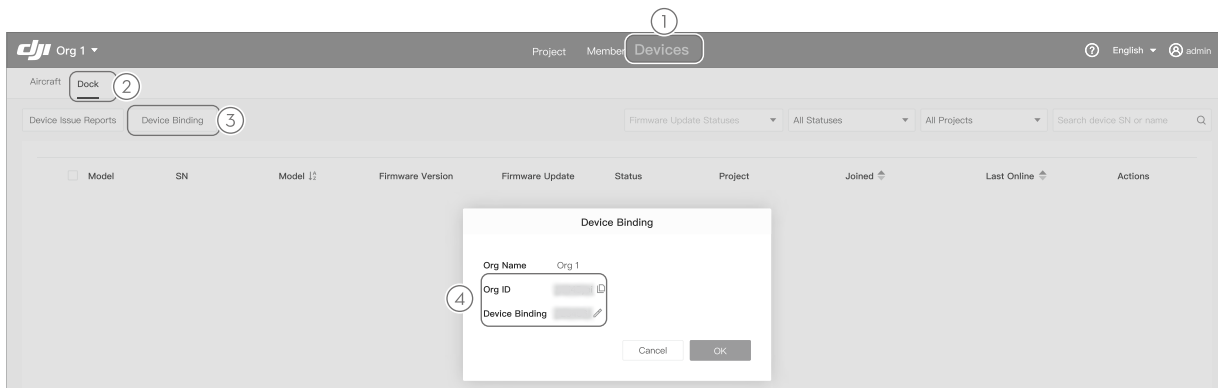 1
dji Org 1 Project Member Devices English admin
Aircraft Dock 2
Device Issue Reports Device Binding 3 Firmware Update Statuses All Statuses All Projects Search device SN or name
Model SN Model Firmware Version Firmware Update Status Project Joined Last Online Actions
Device Binding
Org Name Org 1
4 Org ID
Device Binding
Cancel OK